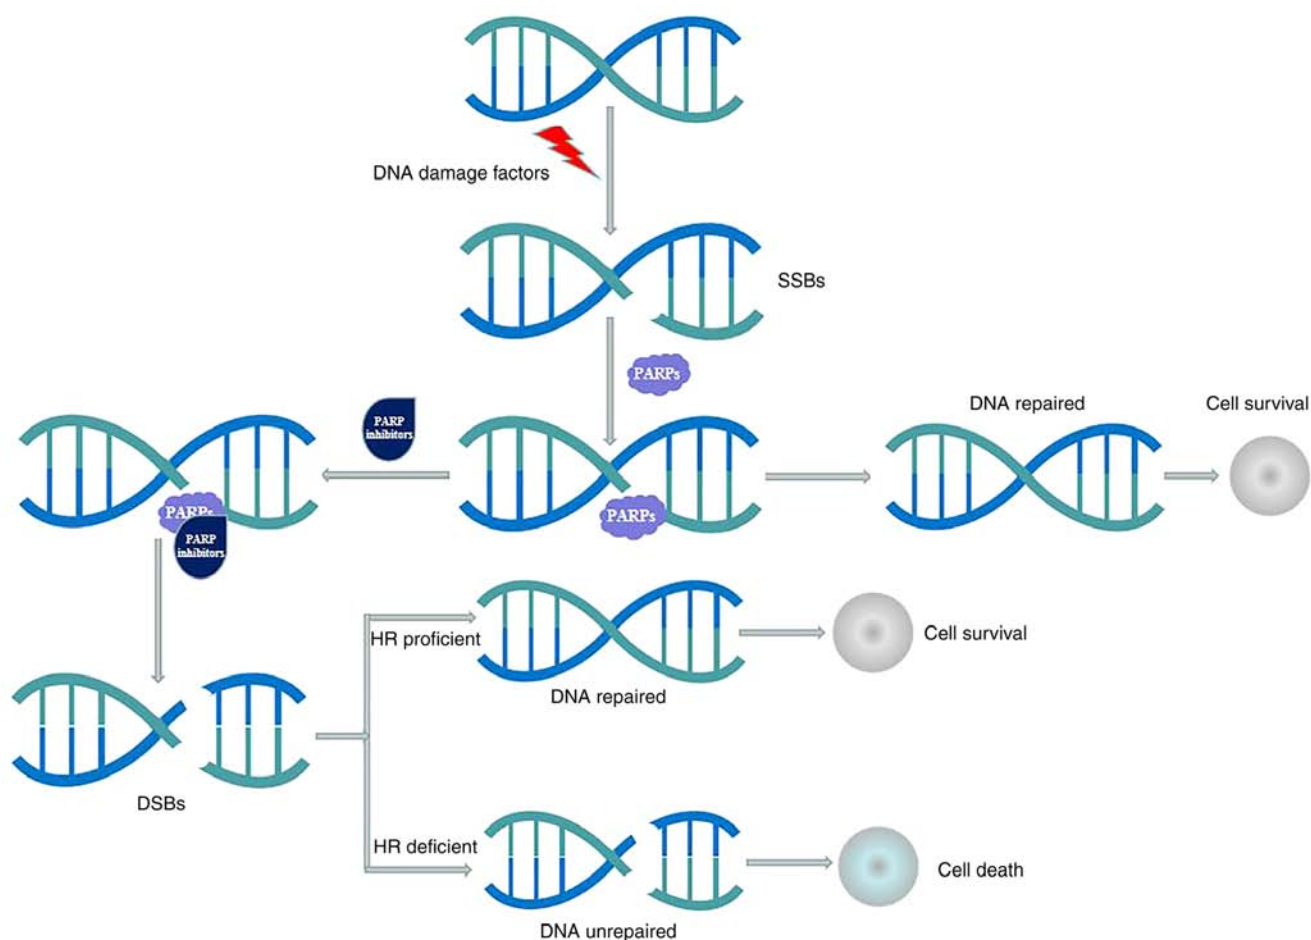 DNA damage factors
SSBs
PARPs
DNA repaired
Cell survival
PARP
inhibitors
PARPs
PARPs
PARP
inhibitors
HR proficient
Cell survival
DNA repaired
DSBs
HR deficient
Cell death
DNA unrepaired